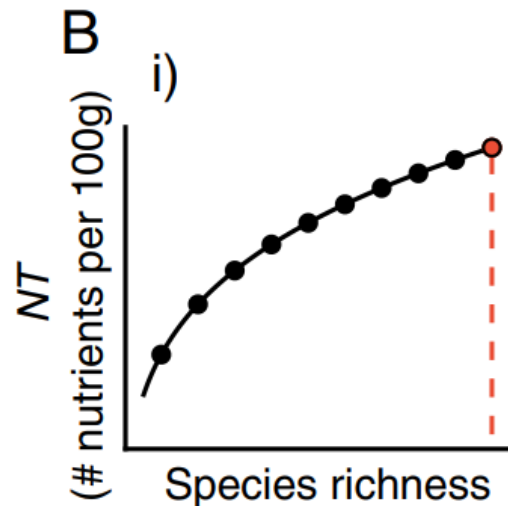 B
i)
NT
(# nutrients per 100g)
Species richness